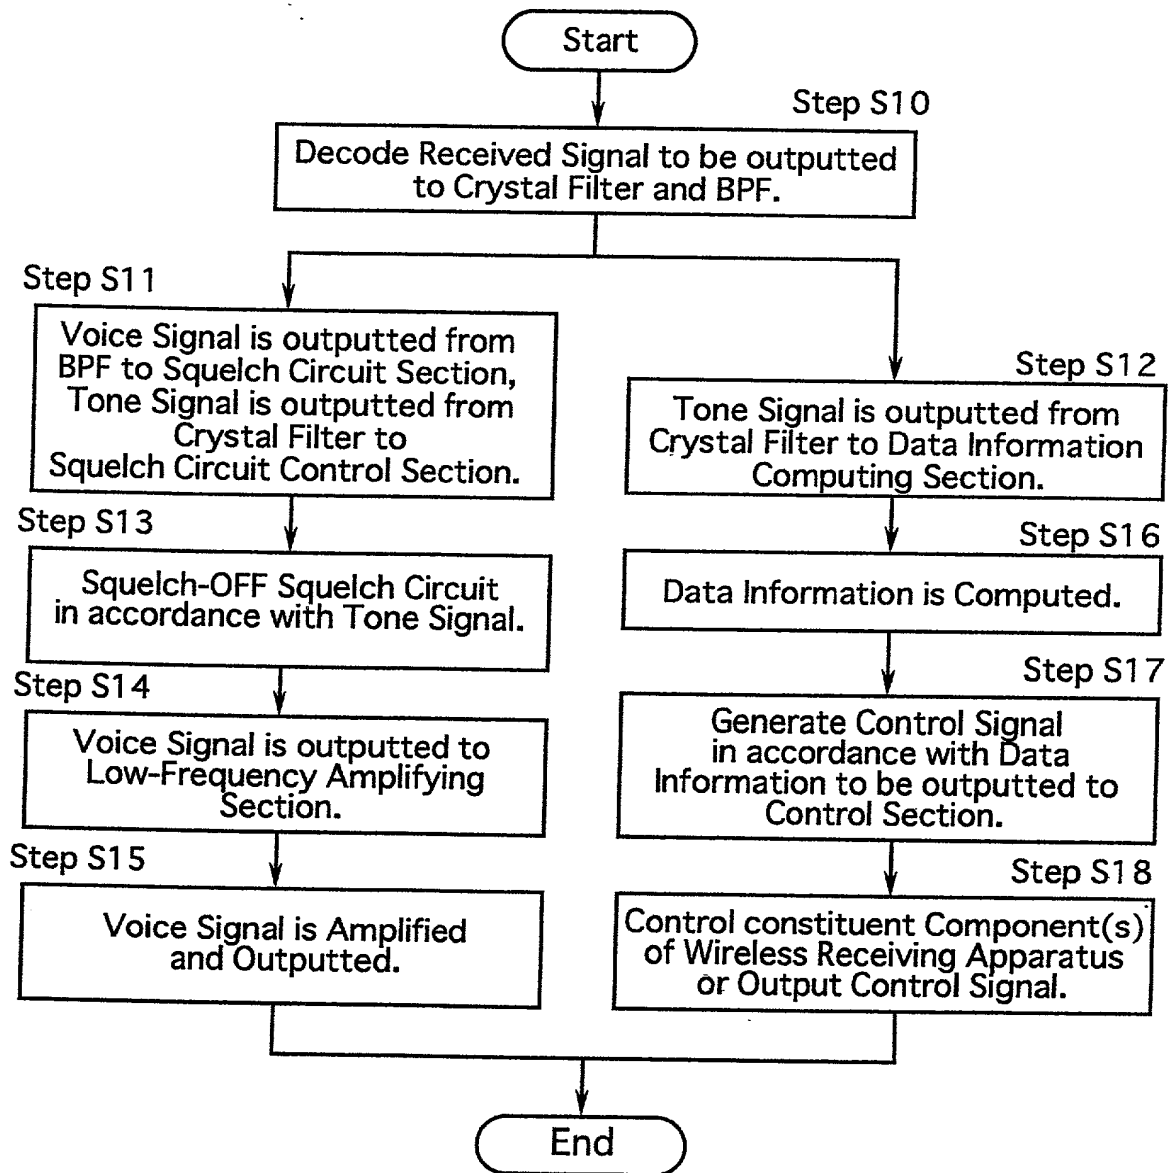 Start
Step S10
Decode Received Signal to be outputted
to Crystal Filter and BPF.
Step S11
Voice Signal is outputted from
BPF to Squelch Circuit Section,
Tone Signal is outputted from
Crystal Filter to
Squelch Circuit Control Section.
Step S13
Squelch-OFF Squelch Circuit
in accordance with Tone Signal.
Step S14
Voice Signal is outputted to
Low-Frequency Amplifying
Section.
Step S15
Voice Signal is Amplified
and Outputted.
Step S12
Tone Signal is outputted from
Crystal Filter to Data Information
Computing Section.
Step S16
Data Information is Computed.
Step S17
Generate Control Signal
in accordance with Data
Information to be outputted to
Control Section.
Step S18
Control constituent Component(s)
of Wireless Receiving Apparatus
or Output Control Signal.
End